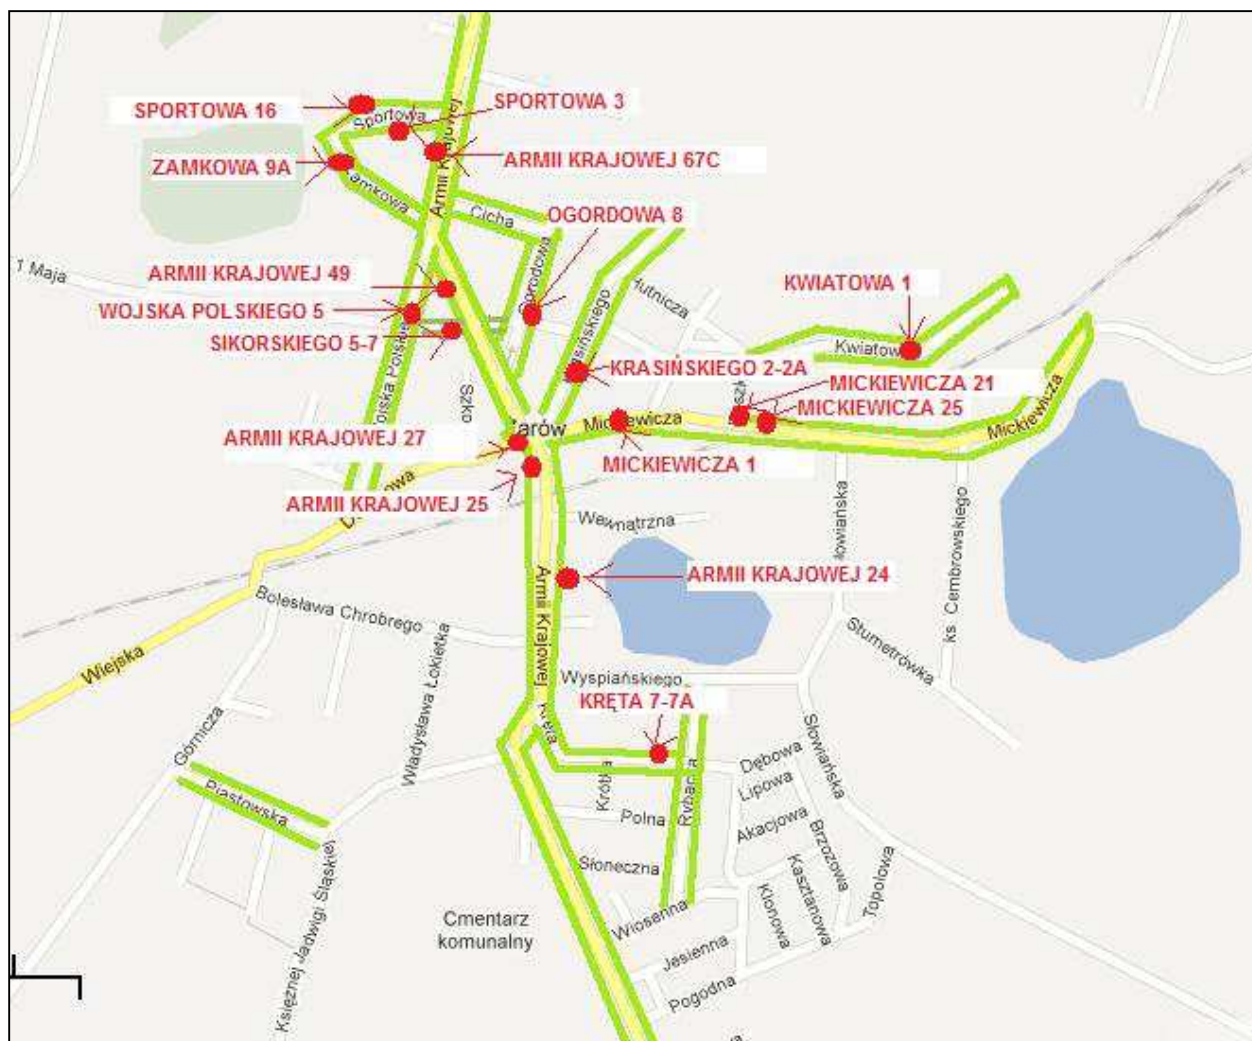 SPORTOWA 16
SPORTOWA 3
Sportowa
Armii Krajowej
ARMII KRAJOWEJ 67C
ZAMKOWA 9A
Cicha
OGORDOWA 8
1 Maja
ARMII KRAJOWEJ 49
Hutnicza
KWIATOWA 1
WOJSKA POLSKIEGO 5
SIKORSKIEGO 5-7
KRASIŃSKIEGO 2-2A
MICKIEWICZA 21
MICKIEWICZA 25
Mickiewicza
Mickiewicza
ARMII KRAJOWEJ 27
MICKIEWICZA 1
ARMII KRAJOWEJ 25
Wewnątrzna
ks Cembrowskiego
ARMII KRAJOWEJ 24
Armii Krajowej
Bolesława Chrobrego
Stumetrówka
Wiejska
Władysława Łokietka
Wyspiańskiego
KRĘTA 7-7A
Kręta
Górnicza
Słowiańska
Dębowa
Lipowa
Krótka
Piastowska
Polna
Rybacka
Akacjowa
Brzozowa
Słoneczna
Kasztanowa
Topolowa
Klonowa
Wiosenna
Cmentarz
komunalny
Jesienna
Pogodna
Księżnej Jadwigi Śląskiej